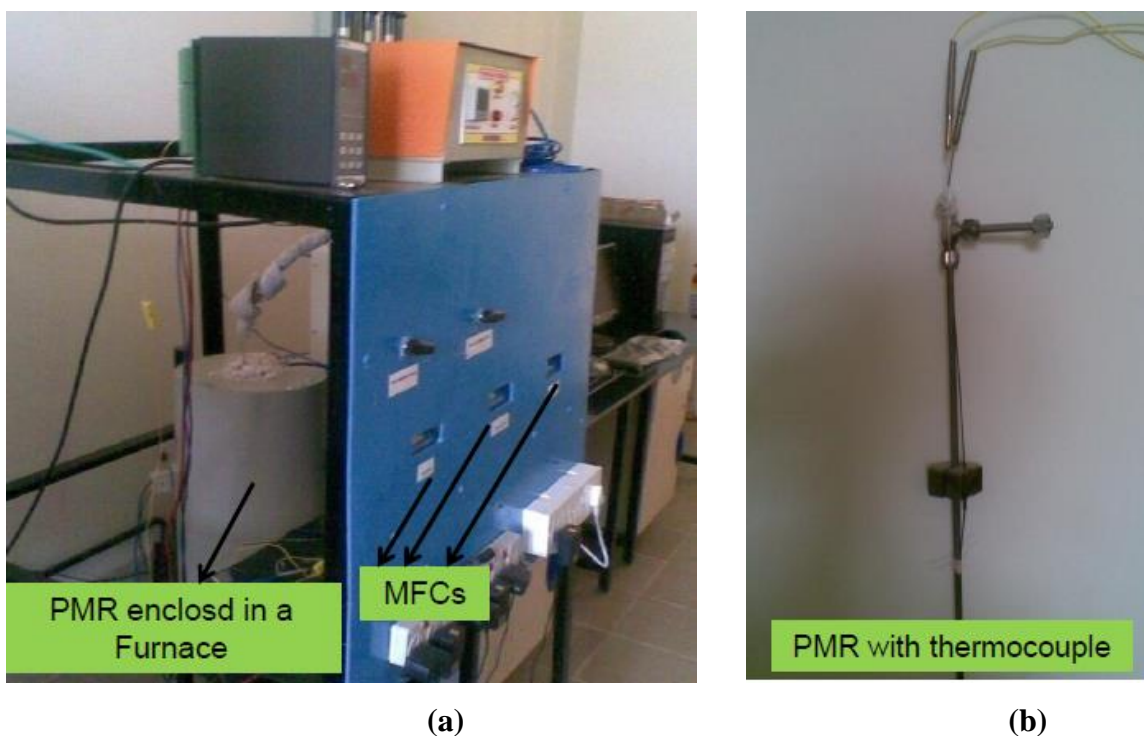 PMR enclosd in a
Furnace
MFCs
PMR with thermocouple
(a)
(b)